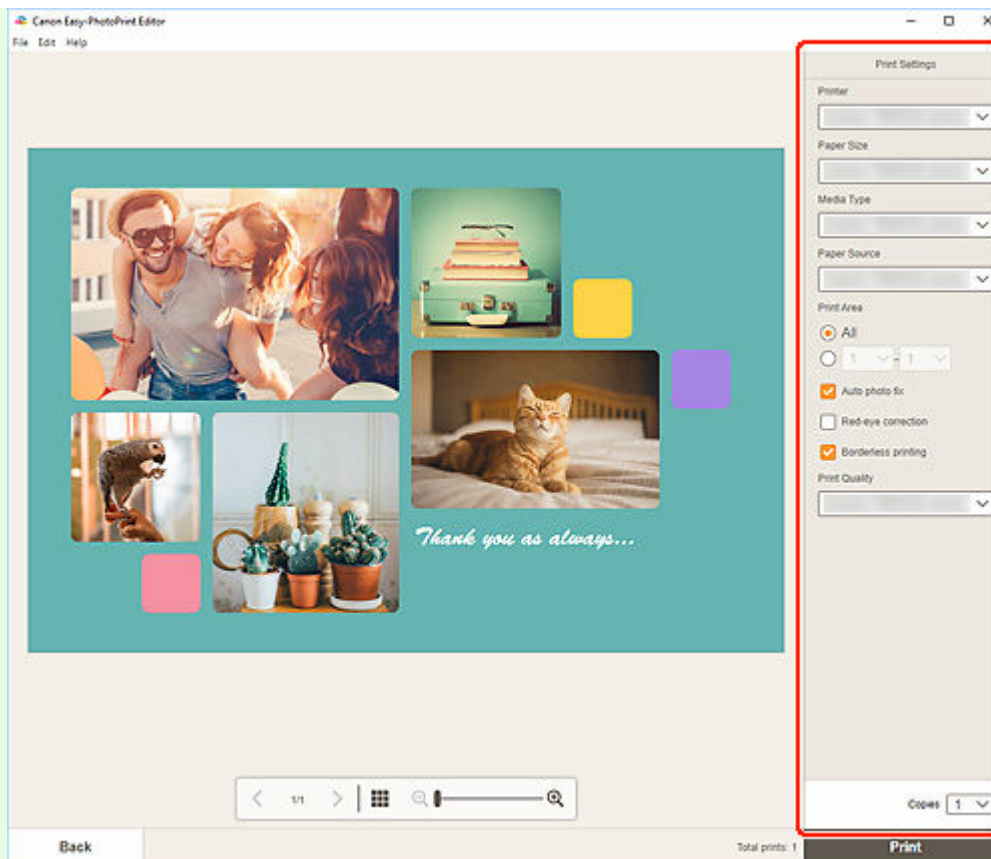 Canon Easy-PhotoPrint Editor
File Edit Help
Print Settings
Printer
Paper Size
Media Type
Paper Source
Print Area
All
1 - 1
Auto photo fix
Red-eye correction
Borderless printing
Print Quality
Thank you as always...
1/1
Copies 1
Back
Total prints: 1
Print